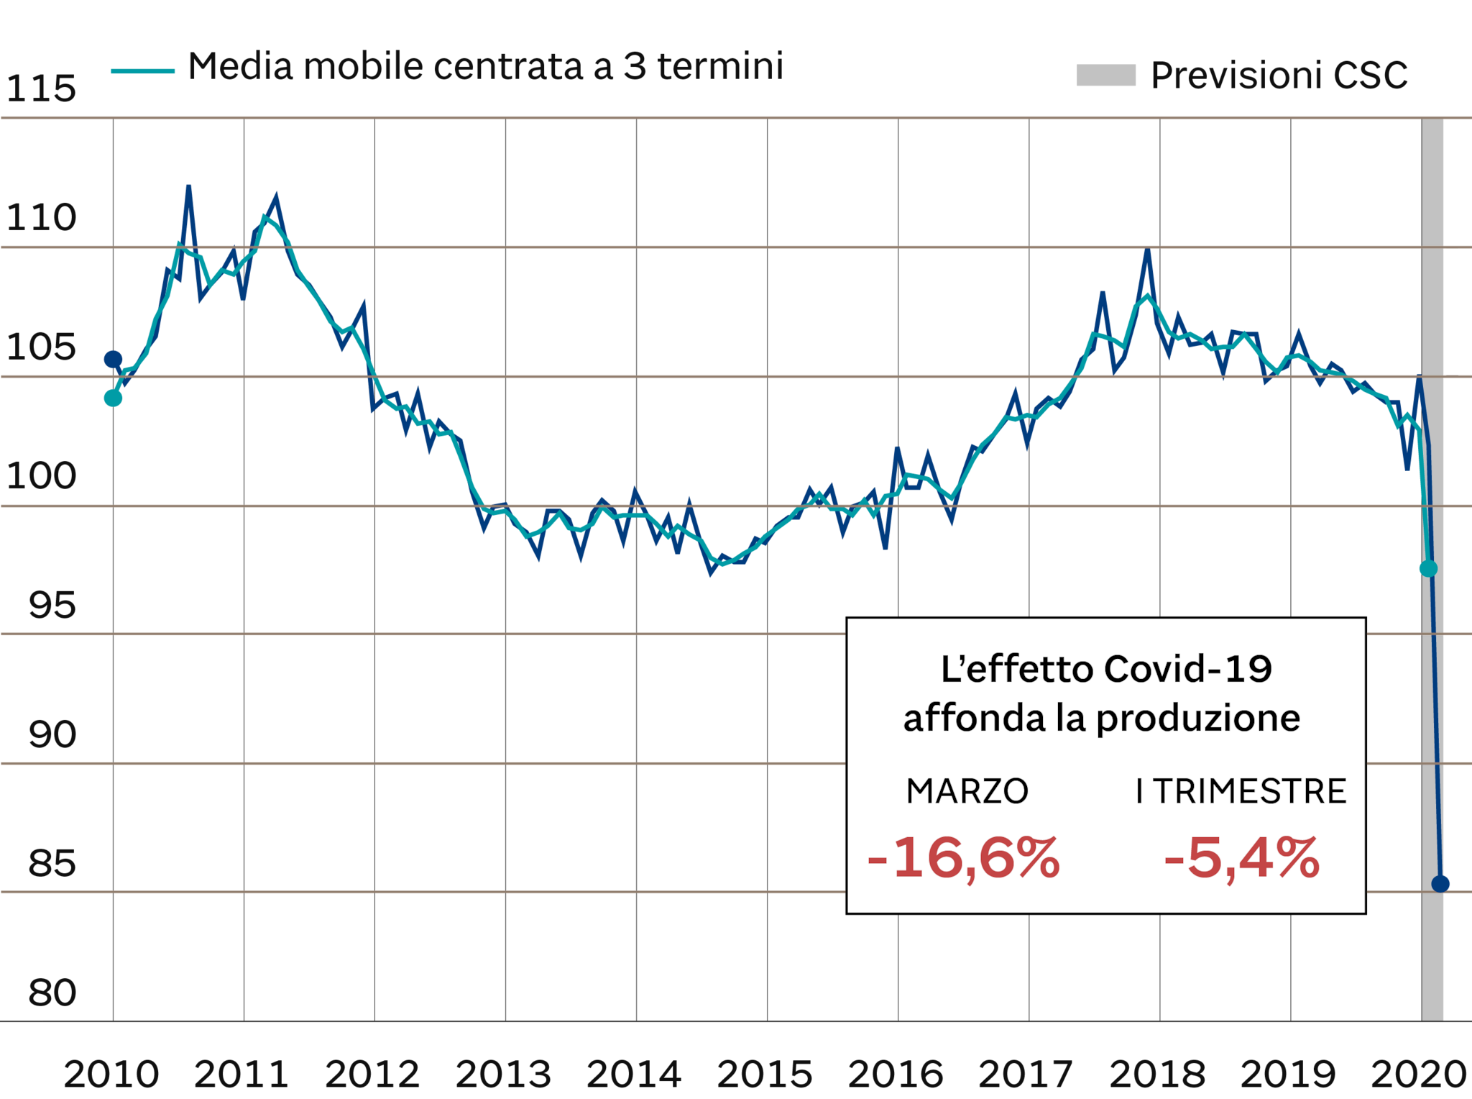 Media mobile centrata a 3 termini
Previsioni CSC
115
110
105
100
95
90
85
80
L’effetto Covid-19
affonda la produzione
MARZO I TRIMESTRE
-16,6% -5,4%
2010 2011 2012 2013 2014 2015 2016 2017 2018 2019 2020